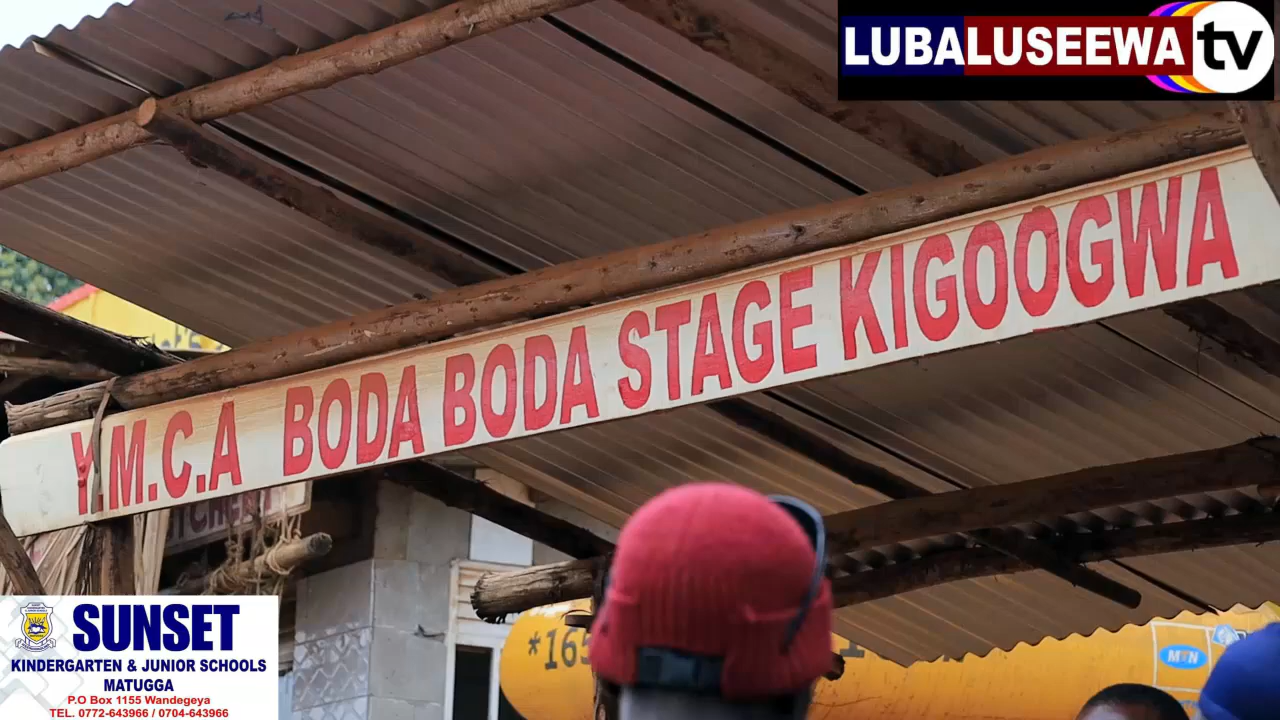 LUBALUSEEWA tv
Y.M.C.A BODA BODA STAGE KIGOOGWA
*165
MTN
SUNSET
KINDERGARTEN & JUNIOR SCHOOLS
MATUGGA
P.O Box 1155 Wandegeya
TEL. 0772-643966 / 0704-643966